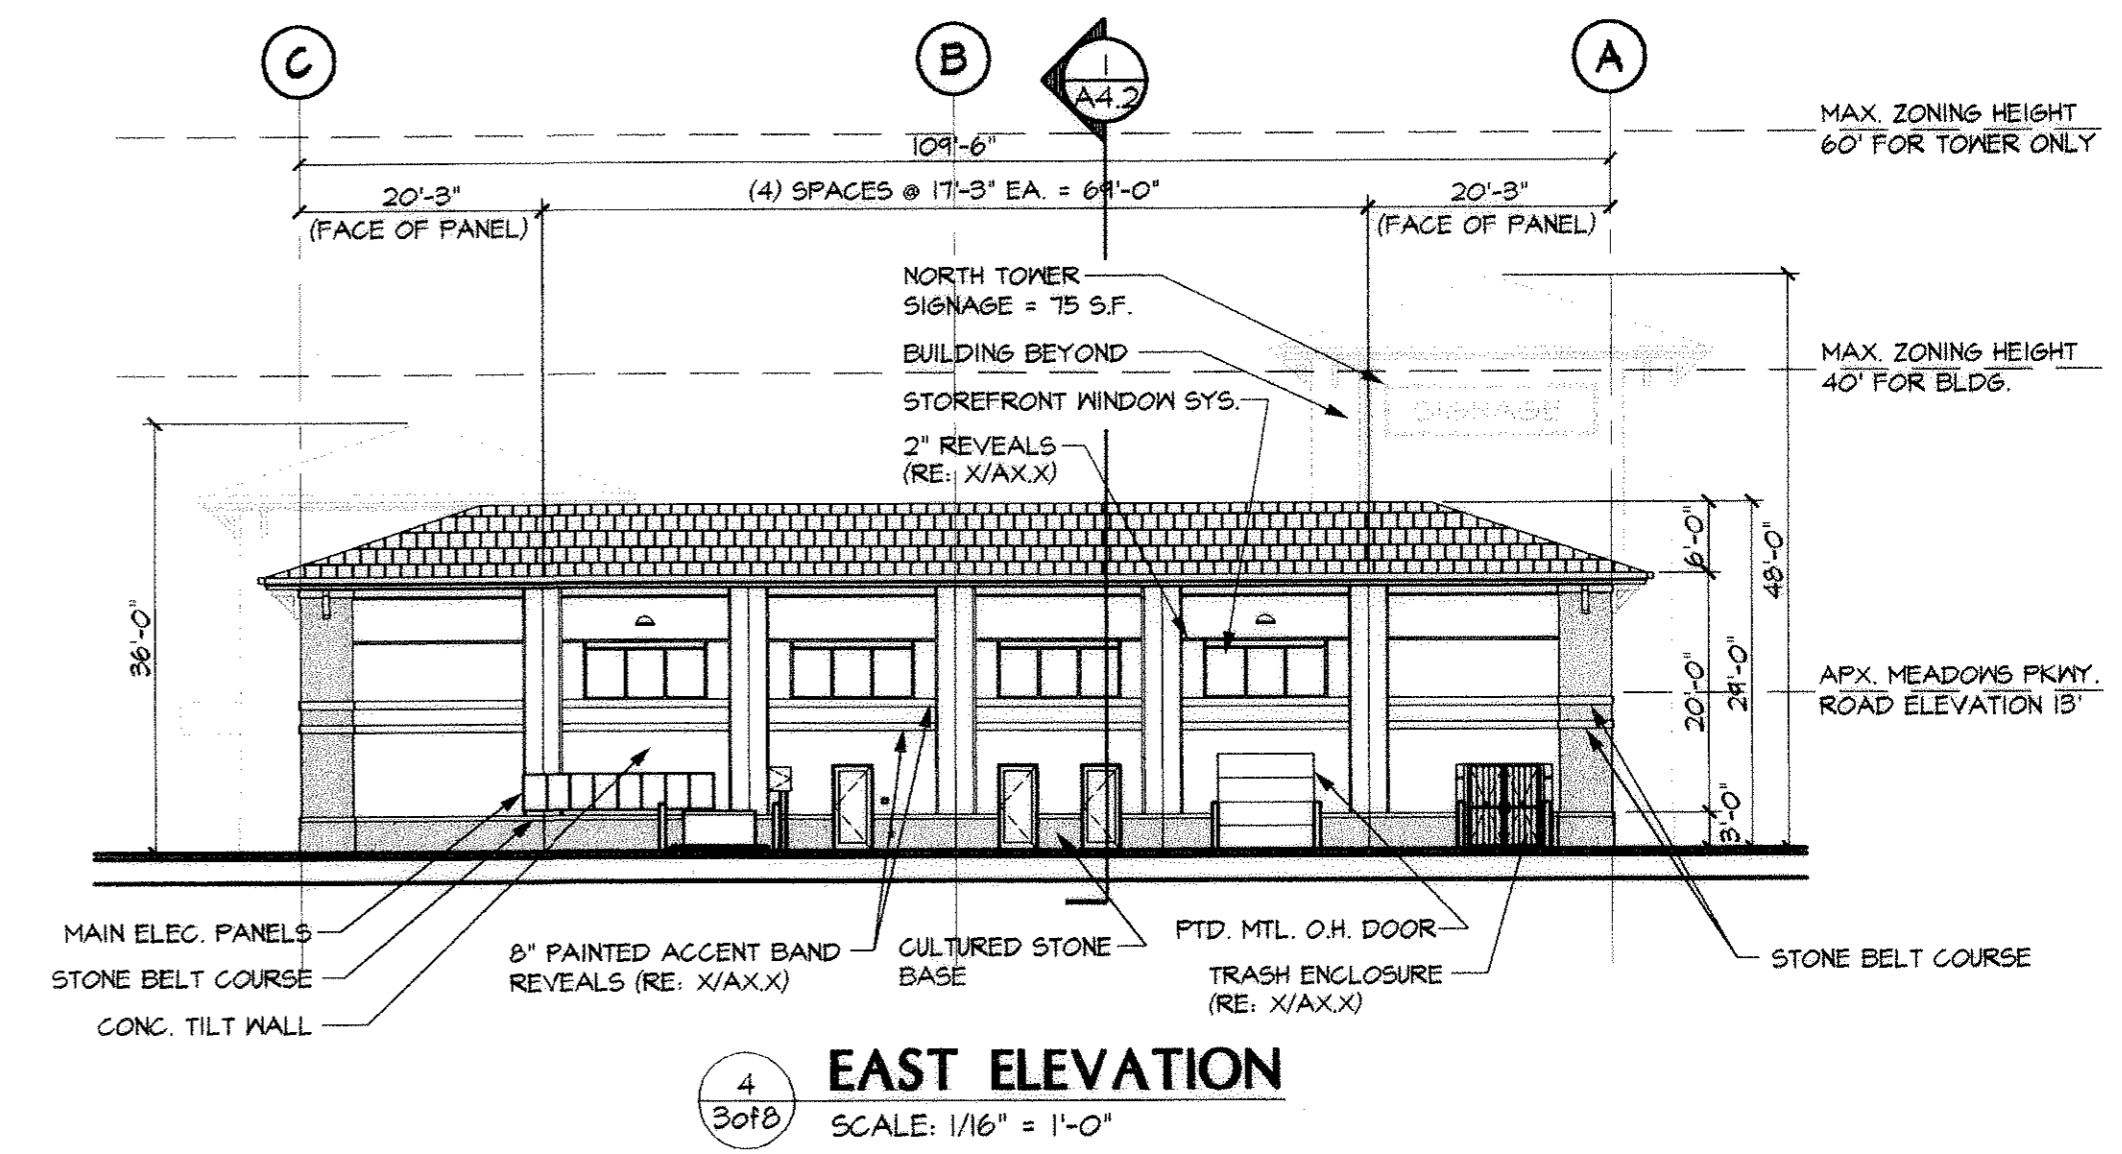 C
B
A
1
A4.2
MAX. ZONING HEIGHT
60' FOR TOWER ONLY
109'-6"
20'-3"
(FACE OF PANEL)
(4) SPACES @ 17'-3" EA. = 69'-0"
20'-3"
(FACE OF PANEL)
NORTH TOWER
SIGNAGE = 75 S.F.
BUILDING BEYOND
STOREFRONT WINDOW SYS.
2" REVEALS
(RE: X/AX.X)
SIGNAGE
MAX. ZONING HEIGHT
40' FOR BLDG.
36'-0"
6'-0"
20'-0"
3'-0"
29'-0"
48'-0"
APX. MEADOWS PKWY.
ROAD ELEVATION 13'
MAIN ELEC. PANELS
STONE BELT COURSE
CONC. TILT WALL
8" PAINTED ACCENT BAND
REVEALS (RE: X/AX.X)
CULTURED STONE
BASE
PTD. MTL. O.H. DOOR
TRASH ENCLOSURE
(RE: X/AX.X)
STONE BELT COURSE
4
3of8
EAST ELEVATION
SCALE: 1/16" = 1'-0"